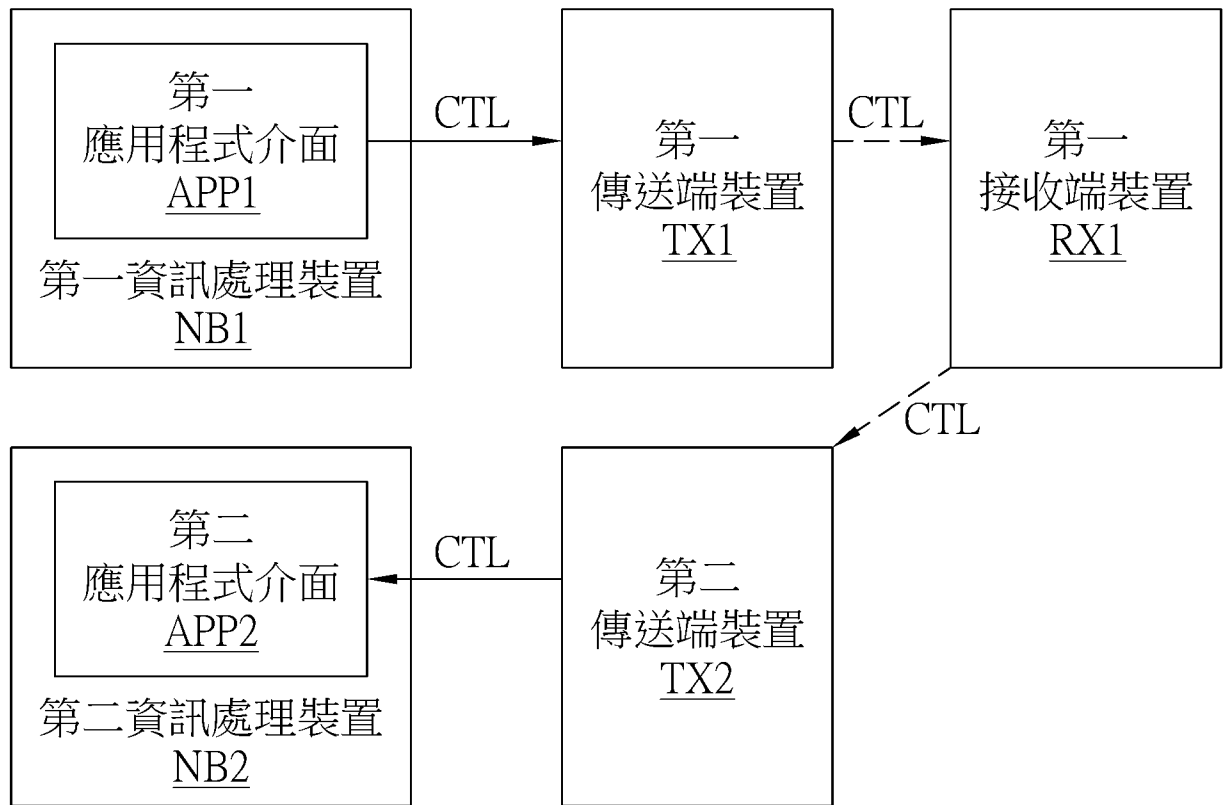 第一
應用程式介面
APP1
第一資訊處理裝置
NB1
CTL
第一
傳送端裝置
TX1
CTL
第一
接收端裝置
RX1
CTL
第二
應用程式介面
APP2
第二資訊處理裝置
NB2
CTL
第二
傳送端裝置
TX2